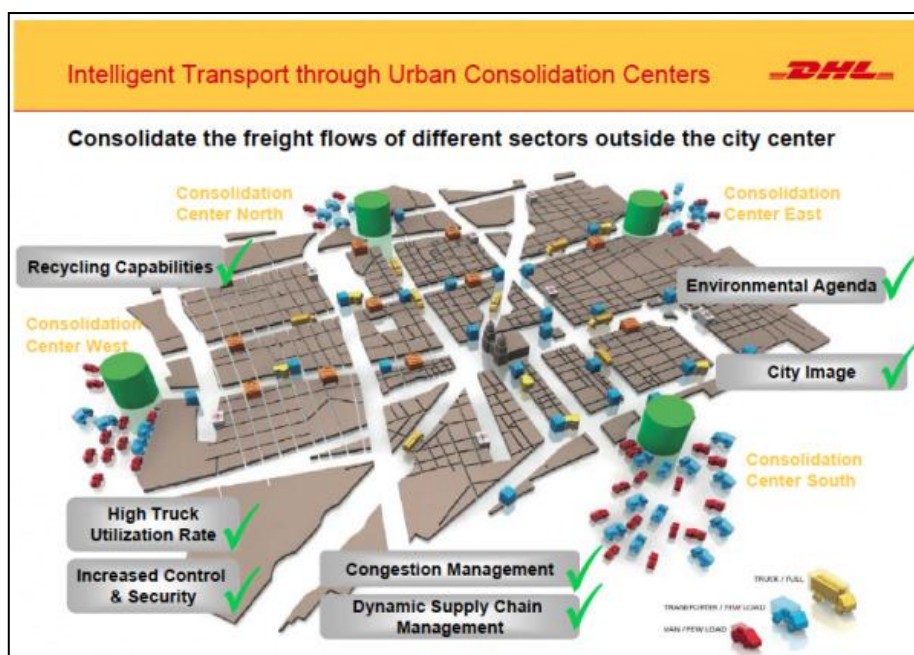 Intelligent Transport through Urban Consolidation Centers
DHL
Consolidate the freight flows of different sectors outside the city center
Consolidation
Center North
Consolidation
Center East
Recycling Capabilities
Environmental Agenda
Consolidation
Center West
City Image
Consolidation
Center South
High Truck
Utilization Rate
Increased Control
& Security
Congestion Management
Dynamic Supply Chain
Management
TRUCK / FUEL
TRANSPORTER / FEW LOAD
VAN / FEW LOAD